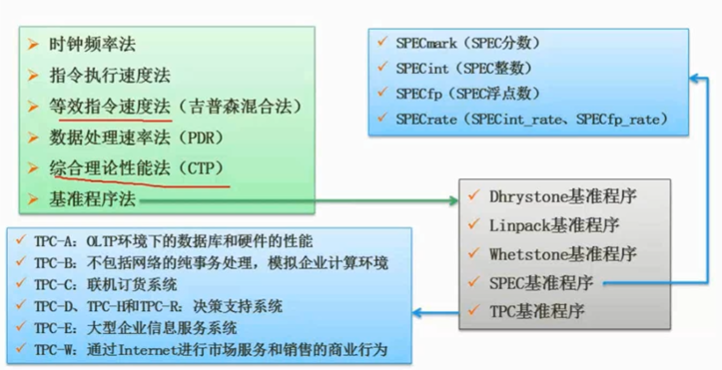 时钟频率法
指令执行速度法
等效指令速度法（吉普森混合法）
数据处理速率法（PDR）
综合理论性能法（CTP）
基准程序法
SPECmark（SPEC分数）
SPECint（SPEC整数）
SPECfp（SPEC浮点数）
SPECrate（SPECint_rate、SPECfp_rate）
Dhrystone基准程序
Linpack基准程序
Whetstone基准程序
SPEC基准程序
TPC基准程序
TPC-A：OLTP环境下的数据库和硬件的性能
TPC-B：不包括网络的纯事务处理，模拟企业计算环境
TPC-C：联机订货系统
TPC-D、TPC-H和TPC-R：决策支持系统
TPC-E：大型企业信息服务系统
TPC-W：通过Internet进行市场服务和销售的商业行为